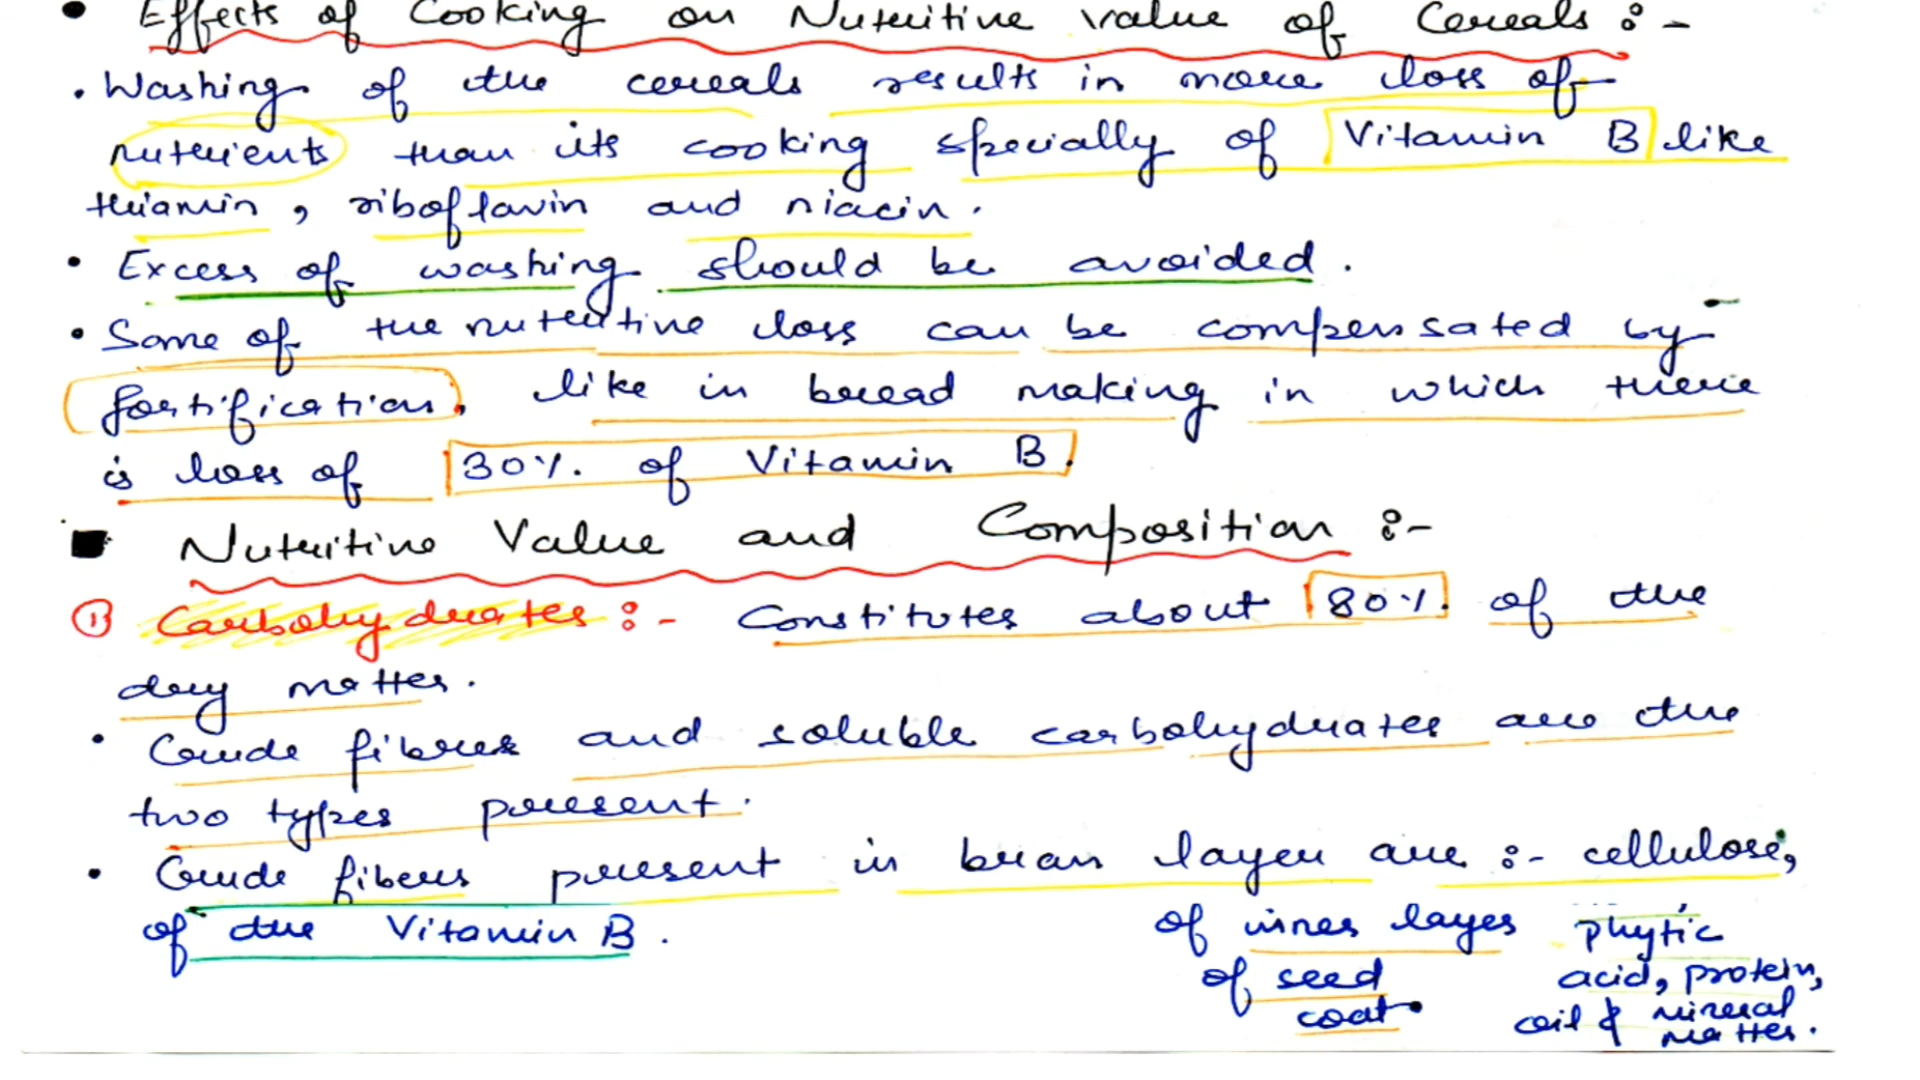 • Effects of Cooking on Nutritive value of Cereals :-
• Washing of the cereals results in more loss of
nutrients than its cooking specially of Vitamin B like
thiamin, riboflavin and niacin.
• Excess of washing should be avoided.
• Some of the nutritive loss can be compensated by
fortification, like in bread making in which there
is loss of 30% of Vitamin B.
■ Nutritive Value and Composition :-
1) Carbohydrates :- Constitutes about 80% of the
dry matter.
• Crude fibres and soluble carbohydrates are the
two types present.
• Crude fibers present in bran layer are :- cellulose,
of the Vitamin B.
of inner layer
of seed
coat.
phytic
acid, protein,
oil & mineral
matter.